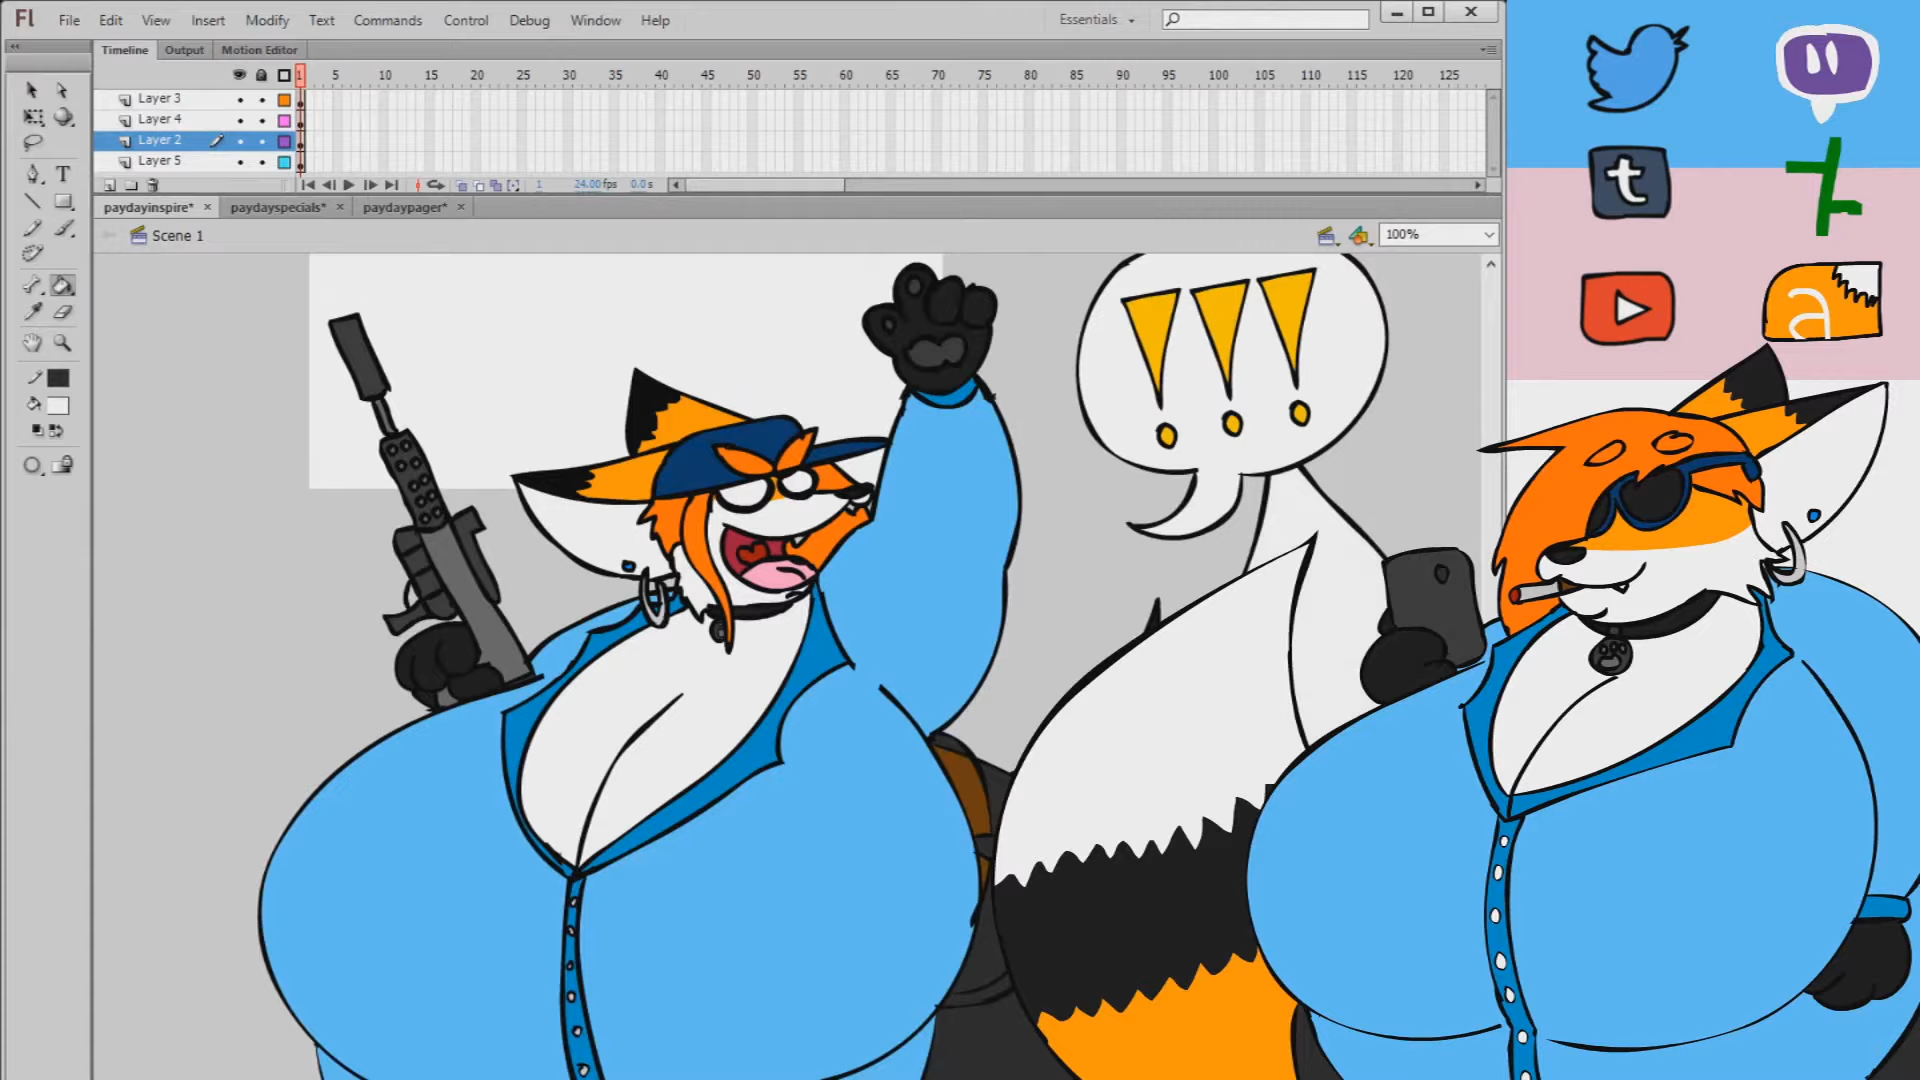 Fl File Edit View Insert Modify Text Commands Control Debug Window Help Essentials
Timeline Output Motion Editor
1 5 10 15 20 25 30 35 40 45 50 55 60 65 70 75 80 85 90 95 100 105 110 115 120 125
Layer 3
Layer 4
Layer 2
Layer 5
1 24.00fps 0.0s
paydayinspire* paydayspecials* paydaypager*
Scene 1
100%
T
!!!
t
a